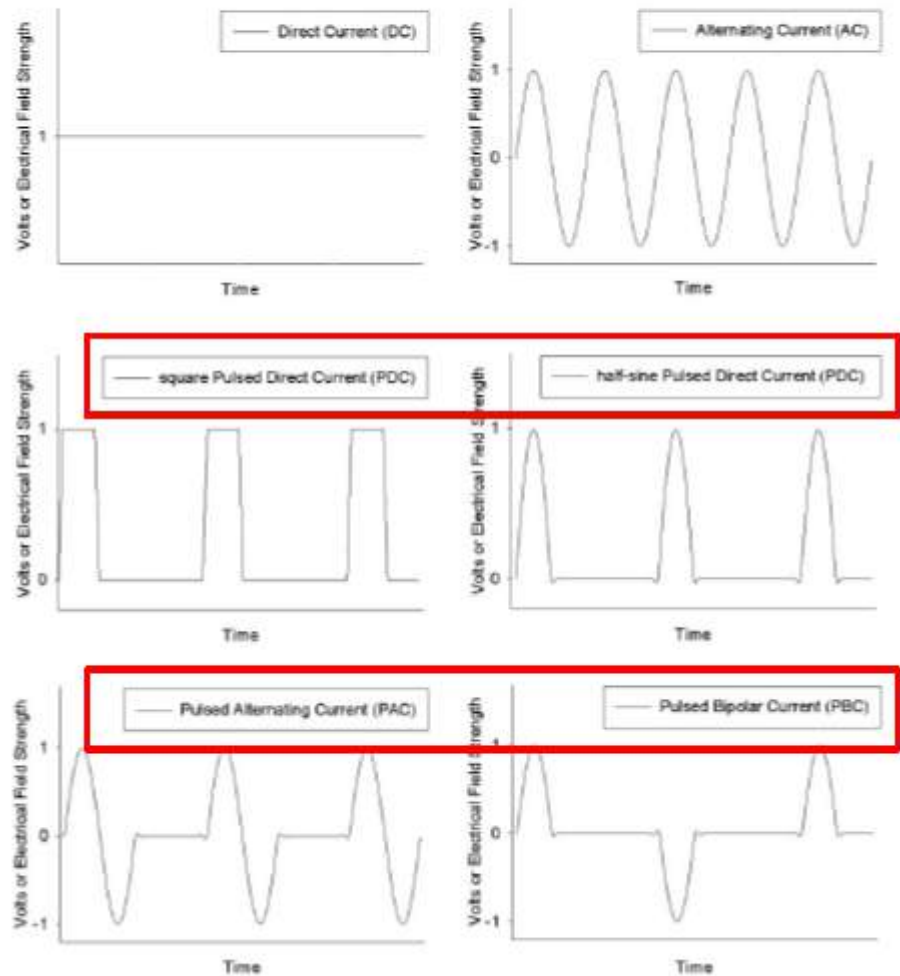 Direct Current (DC)
Volts or Electrical Field Strength
1
Time
Alternating Current (AC)
Volts or Electrical Field Strength
1
0
-1
Time
square Pulsed Direct Current (PDC)
Volts or Electrical Field Strength
1
0
Time
half-sine Pulsed Direct Current (PDC)
Volts or Electrical Field Strength
1
0
Time
Pulsed Alternating Current (PAC)
Volts or Electrical Field Strength
1
0
-1
Time
Pulsed Bipolar Current (PBC)
Volts or Electrical Field Strength
1
0
-1
Time